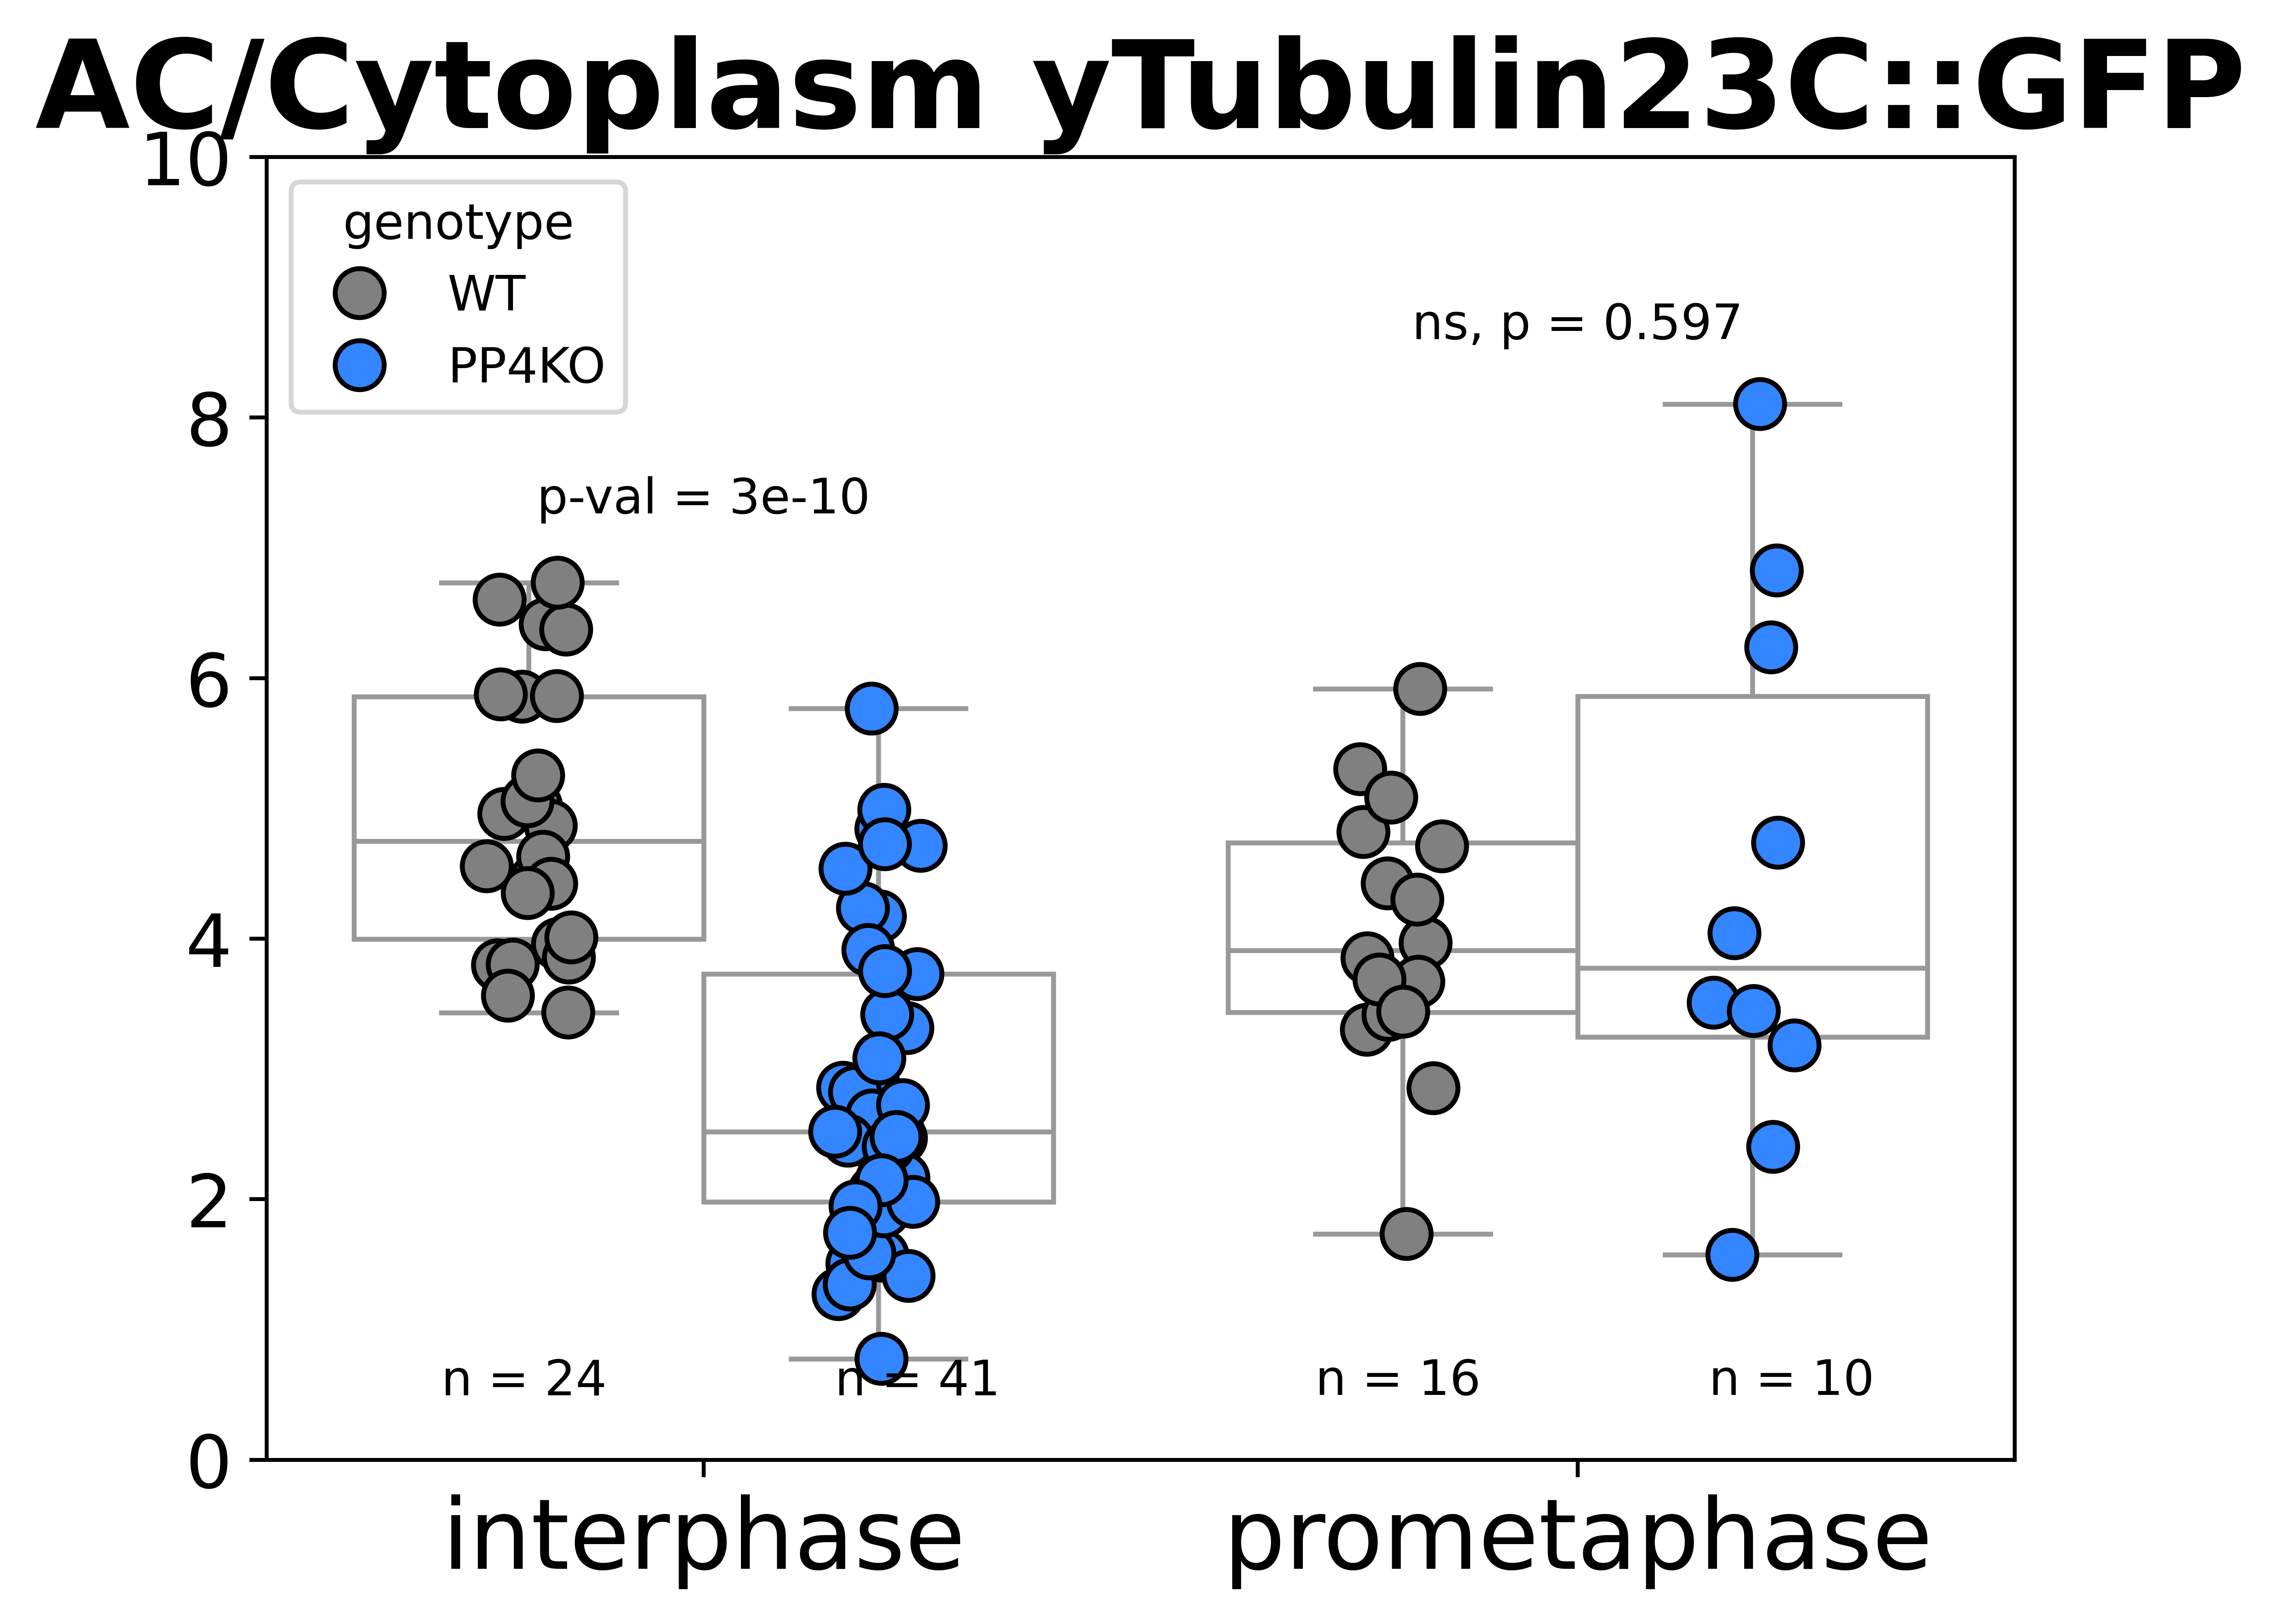 AC/Cytoplasm yTubulin23C::GFP
10
8
6
4
2
0
genotype
WT
PP4KO
p-val = 3e-10
ns, p = 0.597
n = 24
n = 41
n = 16
n = 10
interphase
prometaphase